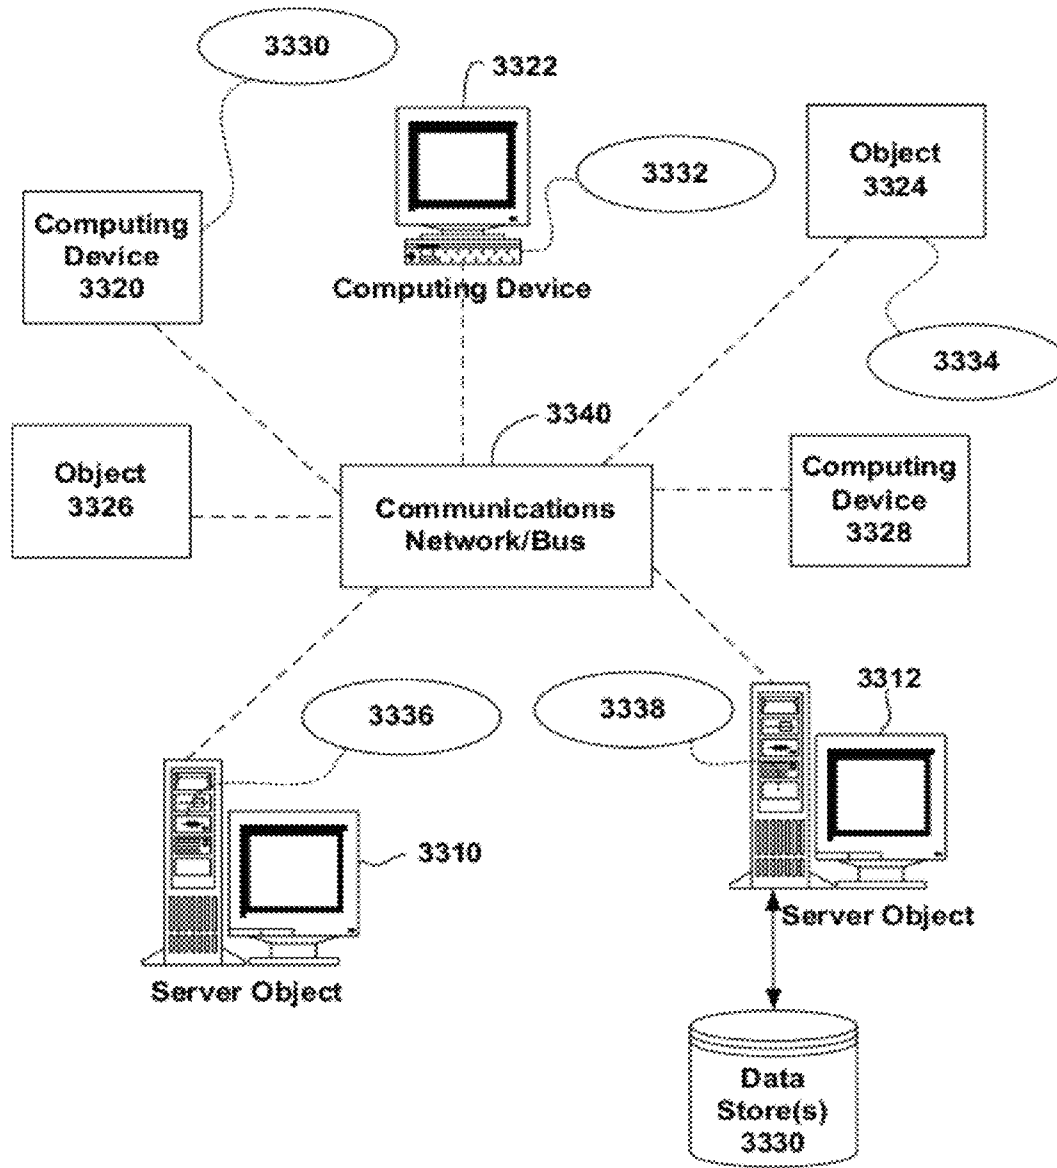 3330
3322
3332
Object
3324
Computing
Device
3320
Computing Device
3334
3340
Object
3326
Communications
Network/Bus
Computing
Device
3328
3336
3338
3312
3310
Server Object
Server Object
Data
Store(s)
3330